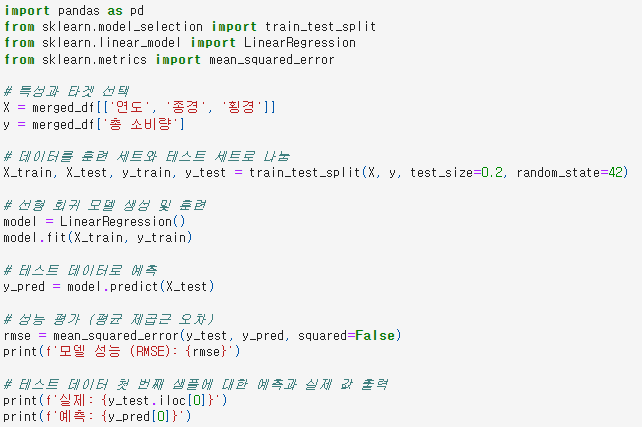 import pandas as pd
from sklearn.model_selection import train_test_split
from sklearn.linear_model import LinearRegression
from sklearn.metrics import mean_squared_error
# 특성과 타겟 선택
X = merged_df[['연도', '종경', '횡경']]
y = merged_df['총 소비량']
# 데이터를 훈련 세트와 테스트 세트로 나눔
X_train, X_test, y_train, y_test = train_test_split(X, y, test_size=0.2, random_state=42)
# 선형 회귀 모델 생성 및 훈련
model = LinearRegression()
model.fit(X_train, y_train)
# 테스트 데이터로 예측
y_pred = model.predict(X_test)
# 성능 평가 (평균 제곱근 오차)
rmse = mean_squared_error(y_test, y_pred, squared=False)
print(f'모델 성능 (RMSE): {rmse}')
# 테스트 데이터 첫 번째 샘플에 대한 예측과 실제 값 출력
print(f'실제: {y_test.iloc[0]}')
print(f'예측: {y_pred[0]}')